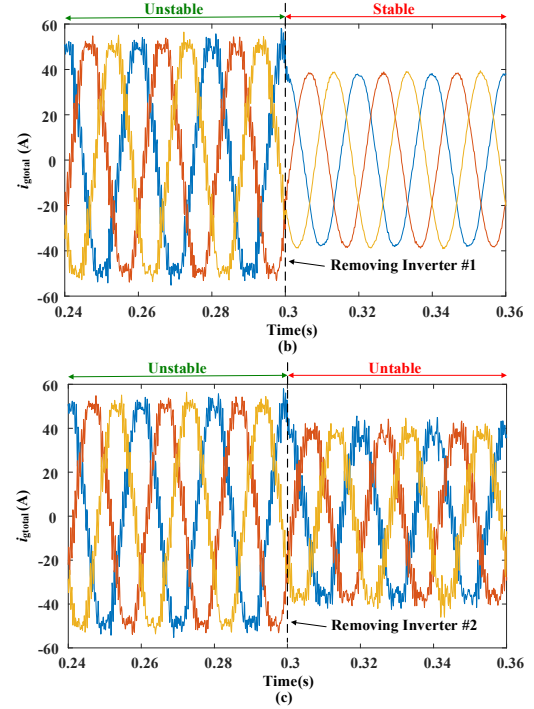 Unstable Stable
60
40
20
0
-20
-40
-60
i_gtotal (A)
Removing Inverter #1
0.24 0.26 0.28 0.3 0.32 0.34 0.36
Time(s)
(b)
Unstable Untable
60
40
20
0
-20
-40
-60
i_gtotal (A)
Removing Inverter #2
0.24 0.26 0.28 0.3 0.32 0.34 0.36
Time(s)
(c)